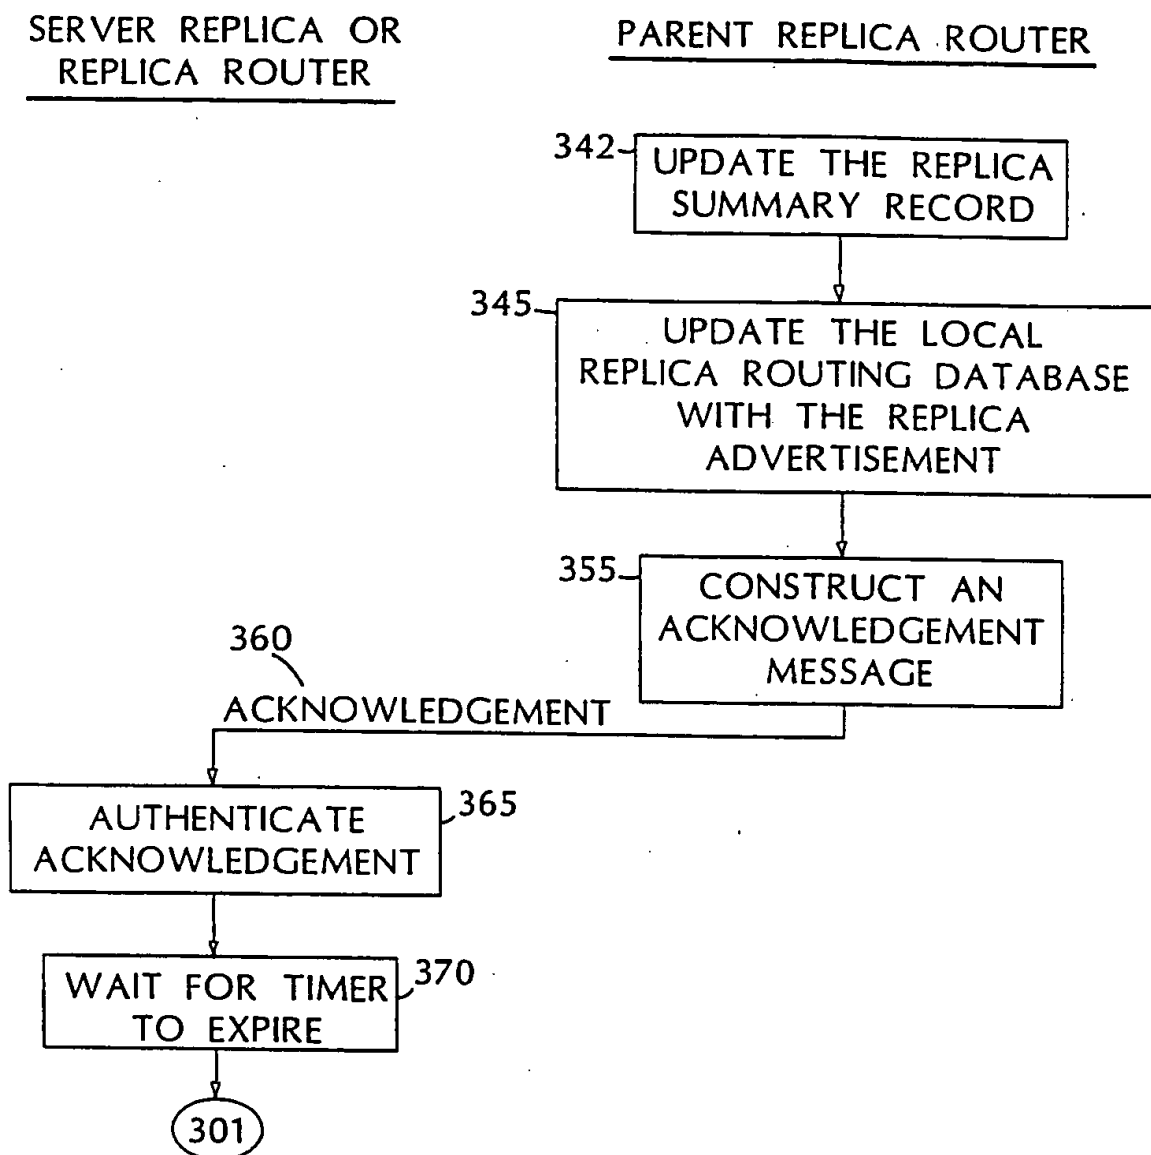 SERVER REPLICA OR
REPLICA ROUTER
PARENT REPLICA ROUTER
342
UPDATE THE REPLICA
SUMMARY RECORD
345
UPDATE THE LOCAL
REPLICA ROUTING DATABASE
WITH THE REPLICA
ADVERTISEMENT
355
CONSTRUCT AN
ACKNOWLEDGEMENT
MESSAGE
360
ACKNOWLEDGEMENT
AUTHENTICATE
ACKNOWLEDGEMENT
365
WAIT FOR TIMER
TO EXPIRE
370
301